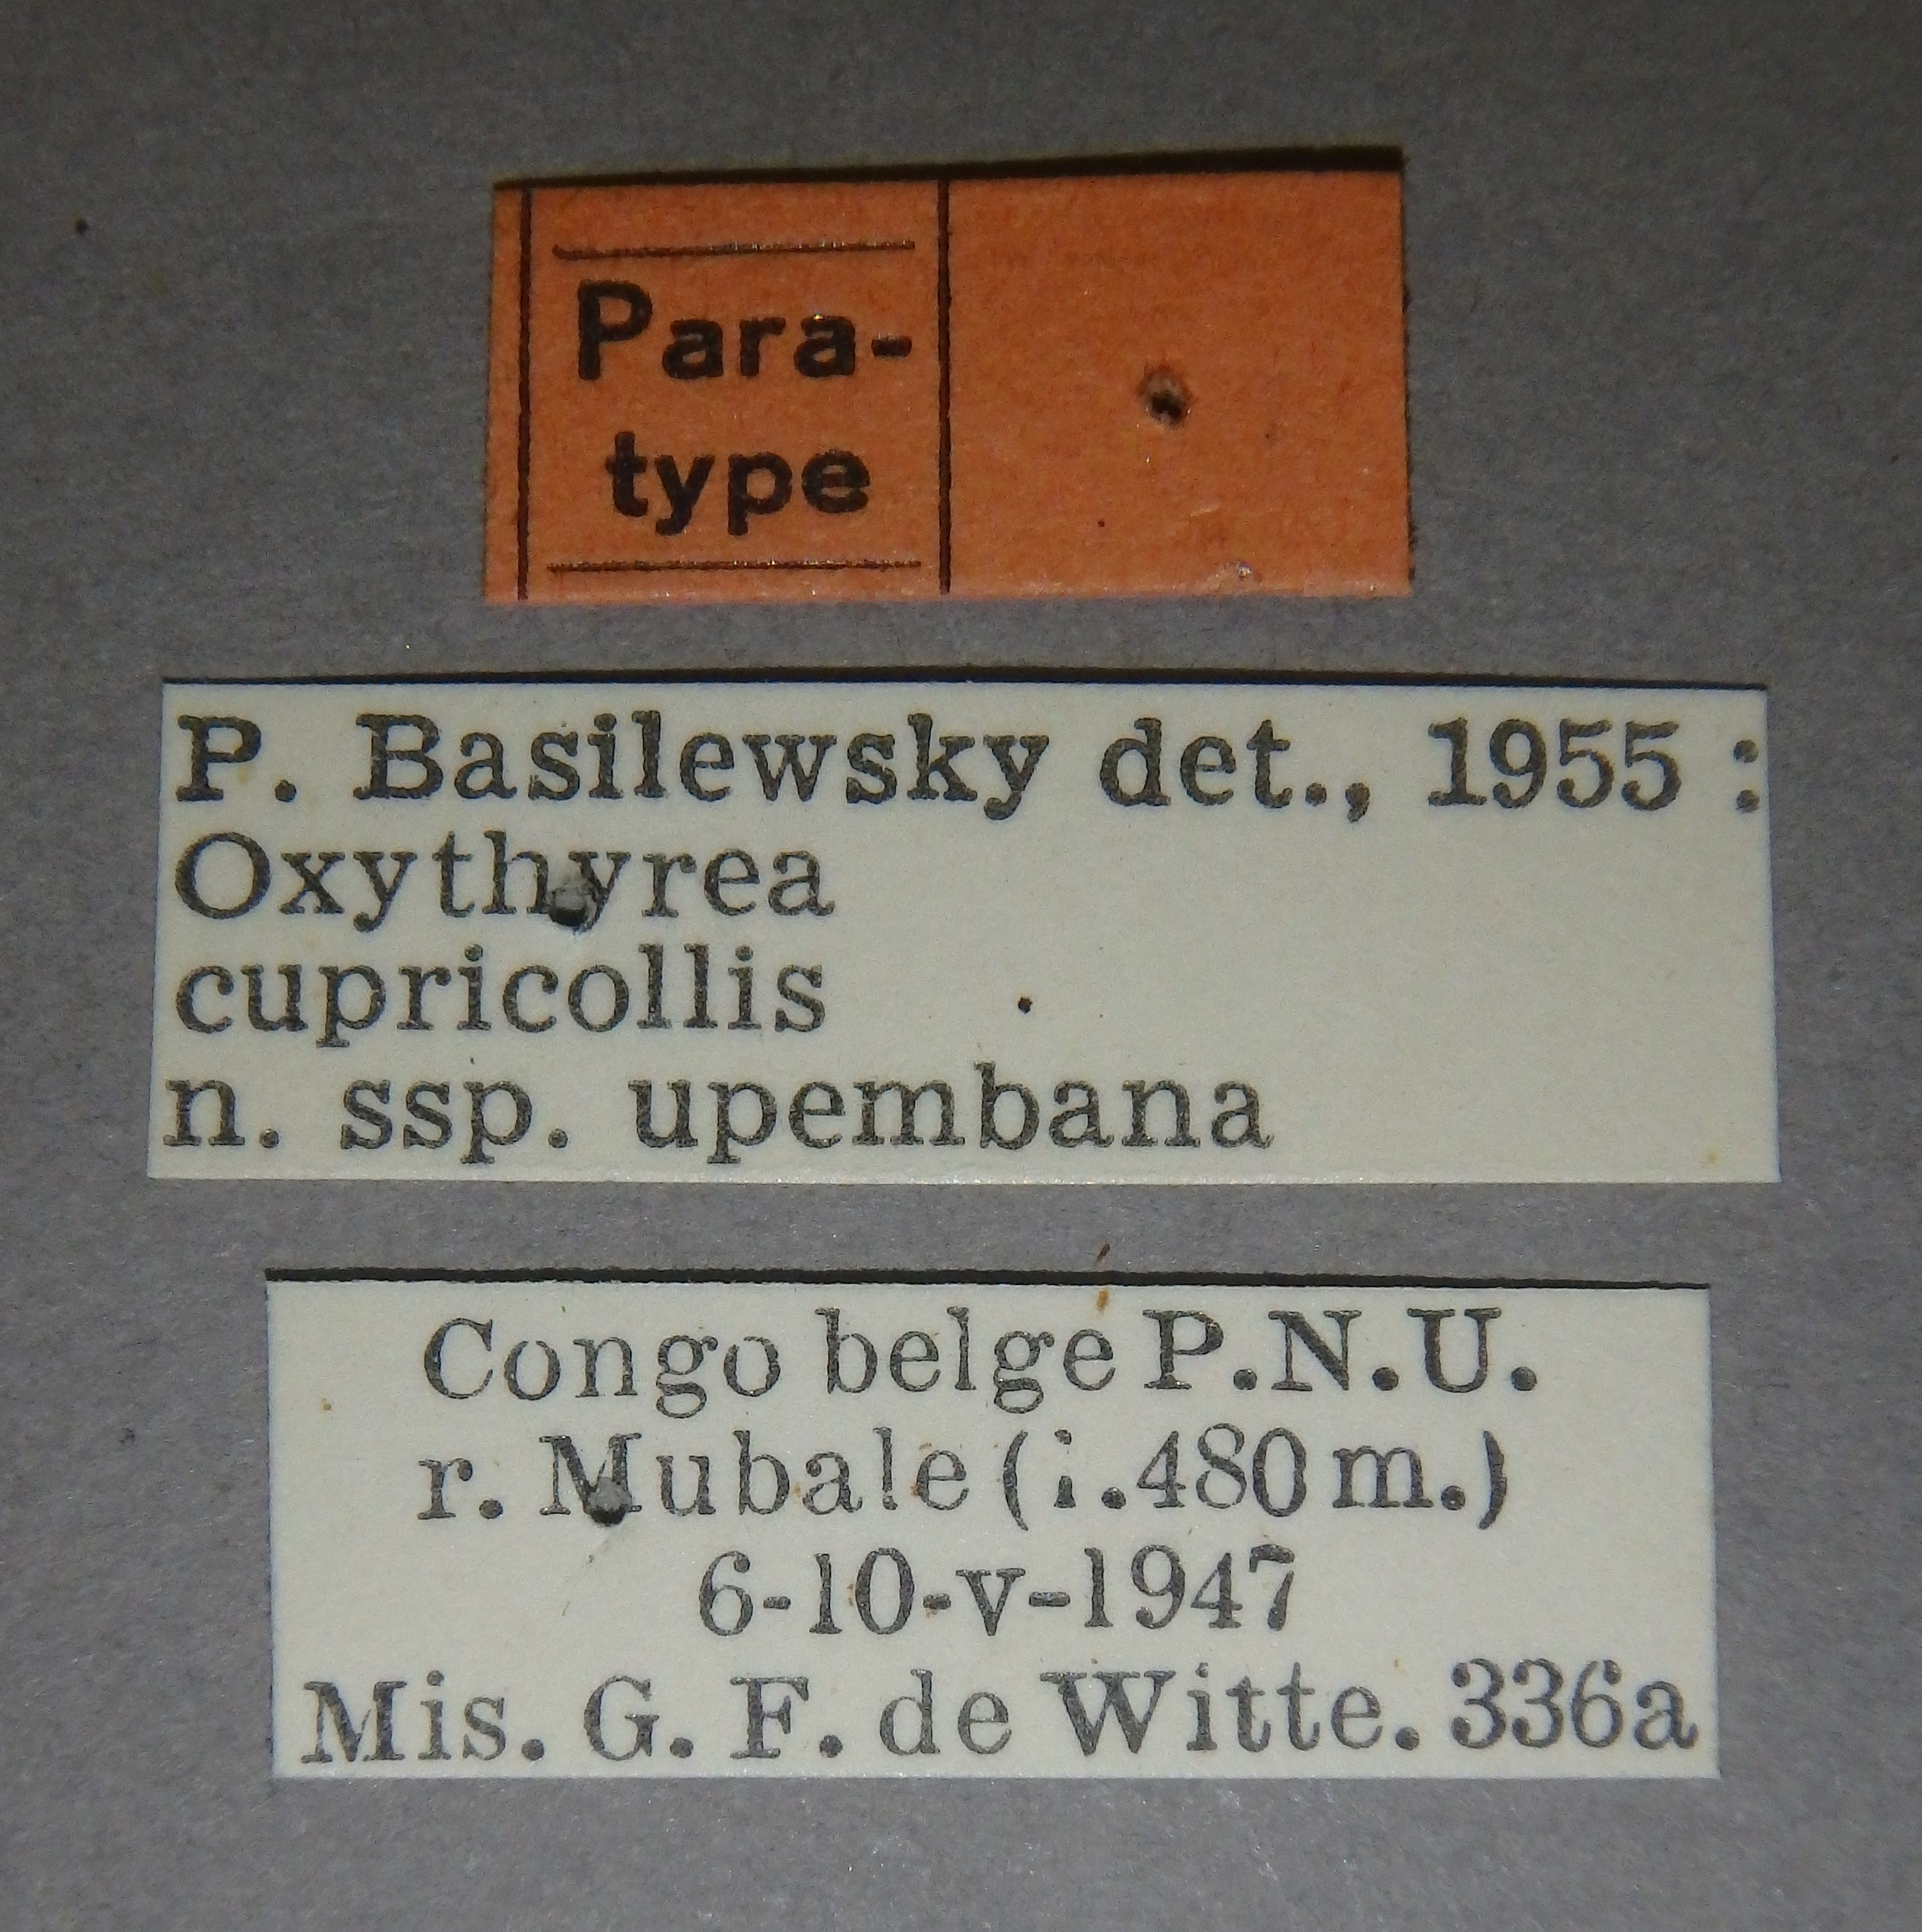 Para-
type
P. Basilewsky det., 1955 :
Oxythyrea
cupricollis
n. ssp. upembana
Congo belge P.N.U.
r. Mubale (i.480 m.)
6-10-v-1947
Mis. G. F. de Witte. 336a